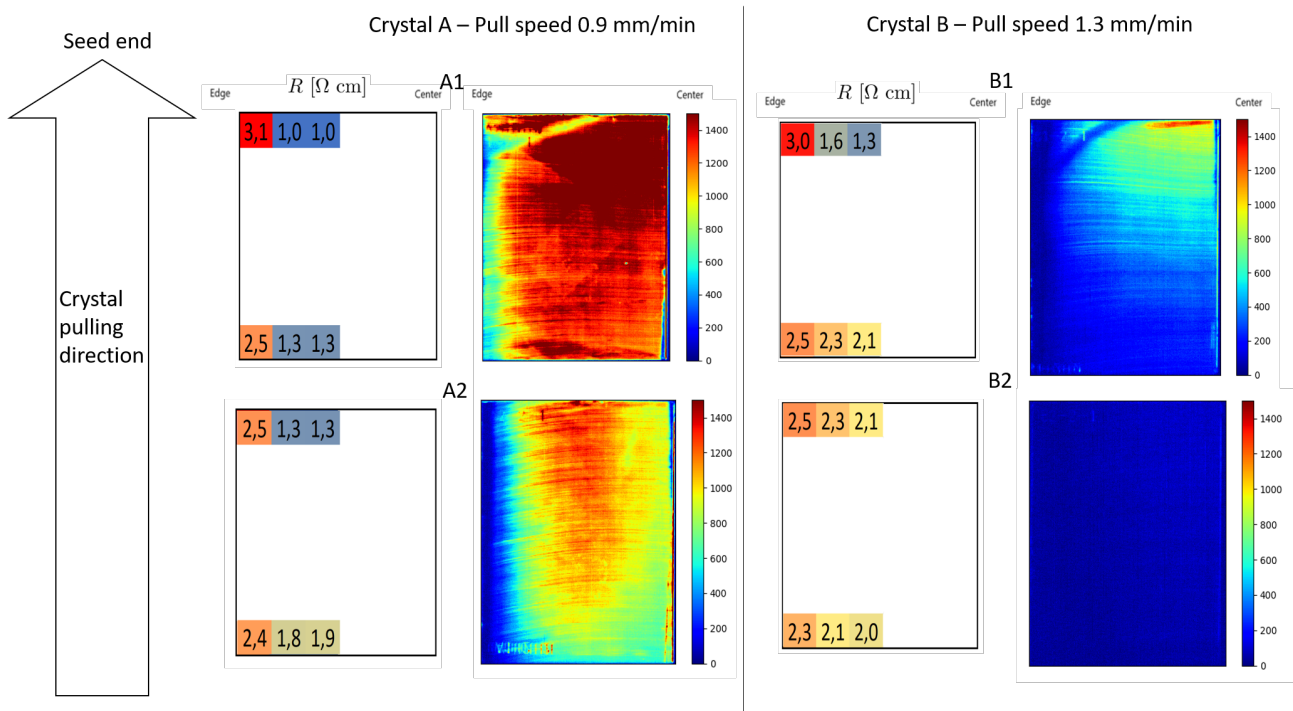 Crystal A – Pull speed 0.9 mm/min
Crystal B – Pull speed 1.3 mm/min
Seed end
Crystal
pulling
direction
A1
Edge
R [Ω cm]
Center
3,1 1,0 1,0
2,5 1,3 1,3
Edge
Center
1400
1200
1000
800
600
400
200
0
A2
2,5 1,3 1,3
2,4 1,8 1,9
1400
1200
1000
800
600
400
200
0
B1
Edge
R [Ω cm]
Center
3,0 1,6 1,3
2,5 2,3 2,1
Edge
Center
1400
1200
1000
800
600
400
200
0
B2
2,5 2,3 2,1
2,3 2,1 2,0
1400
1200
1000
800
600
400
200
0